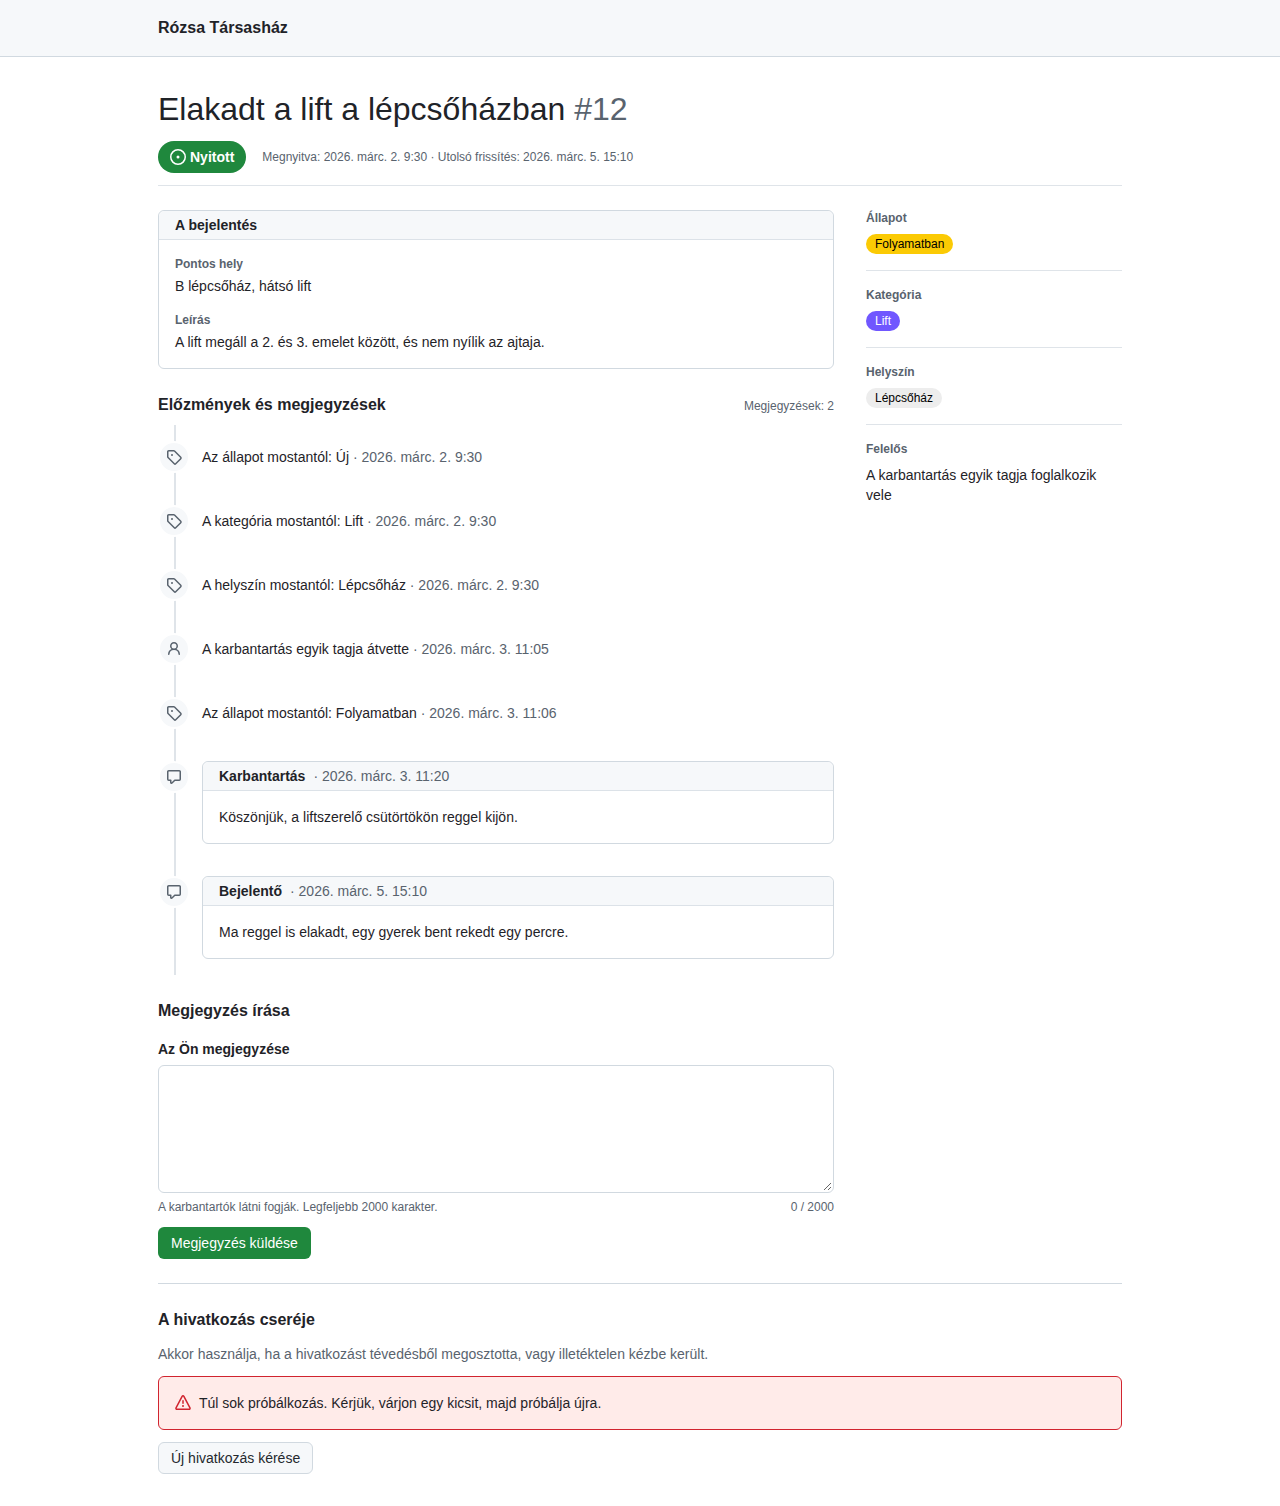 Rózsa Társasház
Elakadt a lift a lépcsőházban #12
Nyitott
Megnyitva: 2026. márc. 2. 9:30 · Utolsó frissítés: 2026. márc. 5. 15:10
A bejelentés
Pontos hely
B lépcsőház, hátsó lift
Leírás
A lift megáll a 2. és 3. emelet között, és nem nyílik az ajtaja.
Állapot
Folyamatban
Kategória
Lift
Helyszín
Lépcsőház
Felelős
A karbantartás egyik tagja foglalkozik
vele
Előzmények és megjegyzések
Megjegyzések: 2
Az állapot mostantól: Új · 2026. márc. 2. 9:30
A kategória mostantól: Lift · 2026. márc. 2. 9:30
A helyszín mostantól: Lépcsőház · 2026. márc. 2. 9:30
A karbantartás egyik tagja átvette · 2026. márc. 3. 11:05
Az állapot mostantól: Folyamatban · 2026. márc. 3. 11:06
Karbantartás · 2026. márc. 3. 11:20
Köszönjük, a liftszerelő csütörtökön reggel kijön.
Bejelentő · 2026. márc. 5. 15:10
Ma reggel is elakadt, egy gyerek bent rekedt egy percre.
Megjegyzés írása
Az Ön megjegyzése
A karbantartók látni fogják. Legfeljebb 2000 karakter.
0 / 2000
Megjegyzés küldése
A hivatkozás cseréje
Akkor használja, ha a hivatkozást tévedésből megosztotta, vagy illetéktelen kézbe került.
Túl sok próbálkozás. Kérjük, várjon egy kicsit, majd próbálja újra.
Új hivatkozás kérése